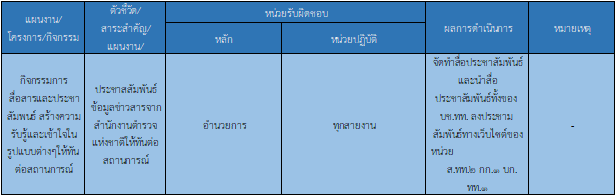 แผนงาน/
โครงการ/กิจกรรม
ตัวชี้วัด/
สาระสำคัญ/
แผนงาน/
หน่วยรับผิดชอบ
หลัก
หน่วยปฏิบัติ
ผลการดำเนินการ
หมายเหตุ
กิจกรรมการ
สื่อสารและประชา
สัมพนธ์ สร้างความ
รับรู้และเข้าใจใน
รูปแบบต่างๆให้ทัน
ต่อสถานการณ์
ประชาสัมพันธ์
ข้อมูลข่าวสารจาก
สำนักงานตำรวจ
แห่งชาติให้ทันต่อ
สถานการณ์
อำนวยการ
ทุกสายงาน
จัดทำสื่อประชาสัมพันธ์
และนำสื่อ
ประชาสัมพันธ์ทั้งของ
บช.ทท. ลงประชาม
สัมพันธ์ทางเว็บไซต์ของ
หน่วย
ส.ทท.๒ กก.๑ บก.
ทท.๑
-